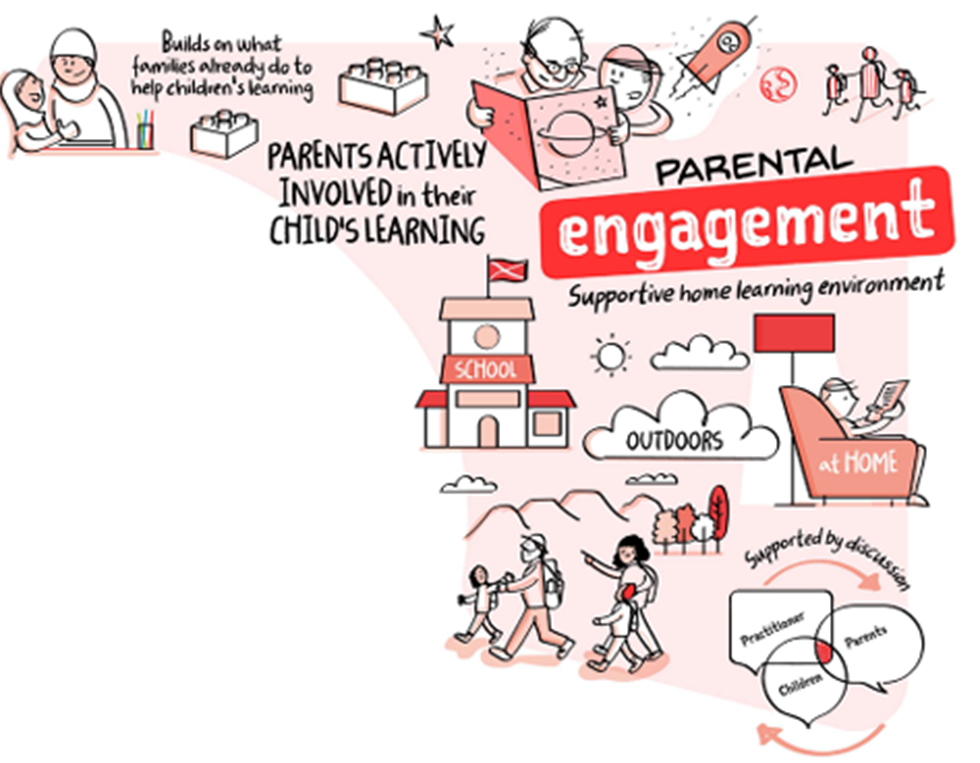 Builds on what
families already do to
help children's learning
PARENTS ACTIVELY
INVOLVED in their
CHILD'S LEARNING
PARENTAL
engagement
Supportive home learning environment
SCHOOL
OUTDOORS
at HOME
Supported by discussion
Practitioner
Parents
Children